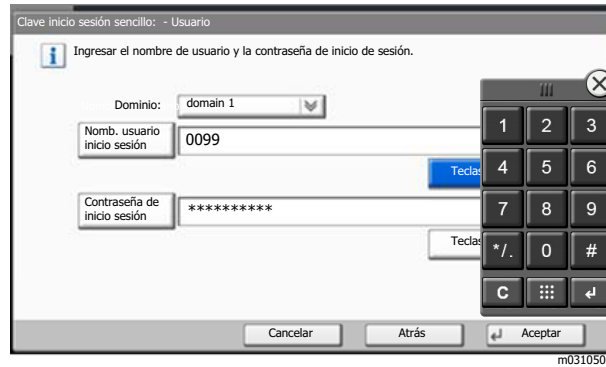 Clave inicio sesión sencillo: - Usuario
Ingresar el nombre de usuario y la contraseña de inicio de sesión.
Dominio:
domain 1
Nomb. usuario
inicio sesión
0099
Teclas
Contraseña de
inicio sesión
**********
Teclas
1 2 3
4 5 6
7 8 9
*/. 0 #
C
Cancelar
Atrás
Aceptar
m031050